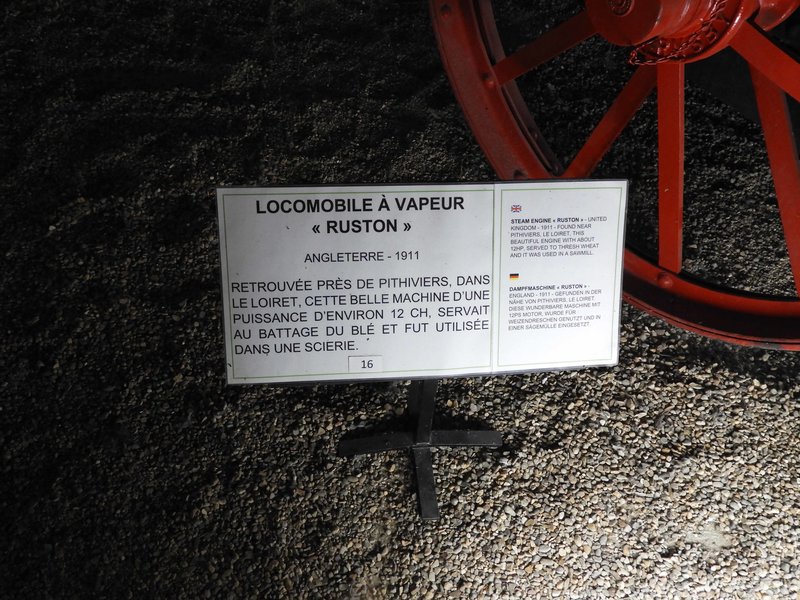 LOCOMOBILE À VAPEUR
« RUSTON »
ANGLETERRE - 1911
RETROUVÉE PRÈS DE PITHIVIERS, DANS
LE LOIRET, CETTE BELLE MACHINE D'UNE
PUISSANCE D'ENVIRON 12 CH, SERVAIT
AU BATTAGE DU BLÉ ET FUT UTILISÉE
DANS UNE SCIERIE.
16
STEAM ENGINE « RUSTON » - UNITED
KINGDOM - 1911 - FOUND NEAR
PITHIVIERS, LE LOIRET, THIS
BEAUTIFUL ENGINE WITH ABOUT
12HP, SERVED TO THRESH WHEAT
AND IT WAS USED IN A SAWMILL.
DAMPFMASCHINE « RUSTON » -
ENGLAND - 1911 - GEFUNDEN IN DER
NÄHE VON PITHIVIERS, LE LOIRET.
DIESE WUNDERBARE MASCHINE MIT
12PS MOTOR, WURDE FÜR
WEIZENDRESCHEN GENUTZT UND IN
EINER SÄGEMÜLLE EINGESETZT.